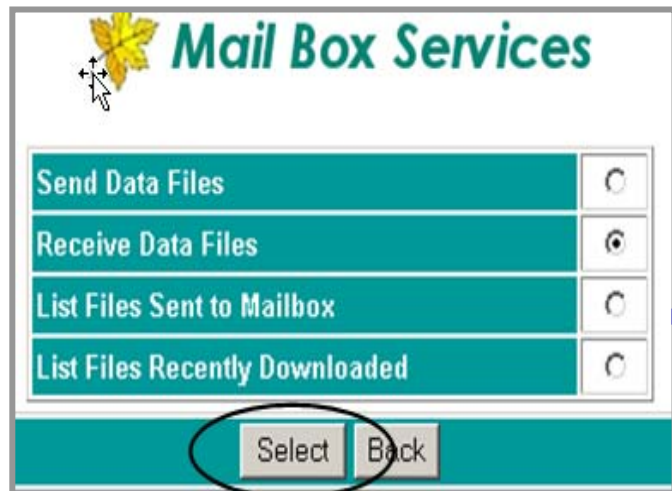 Mail Box Services
Send Data Files
Receive Data Files
List Files Sent to Mailbox
List Files Recently Downloaded
Select Back